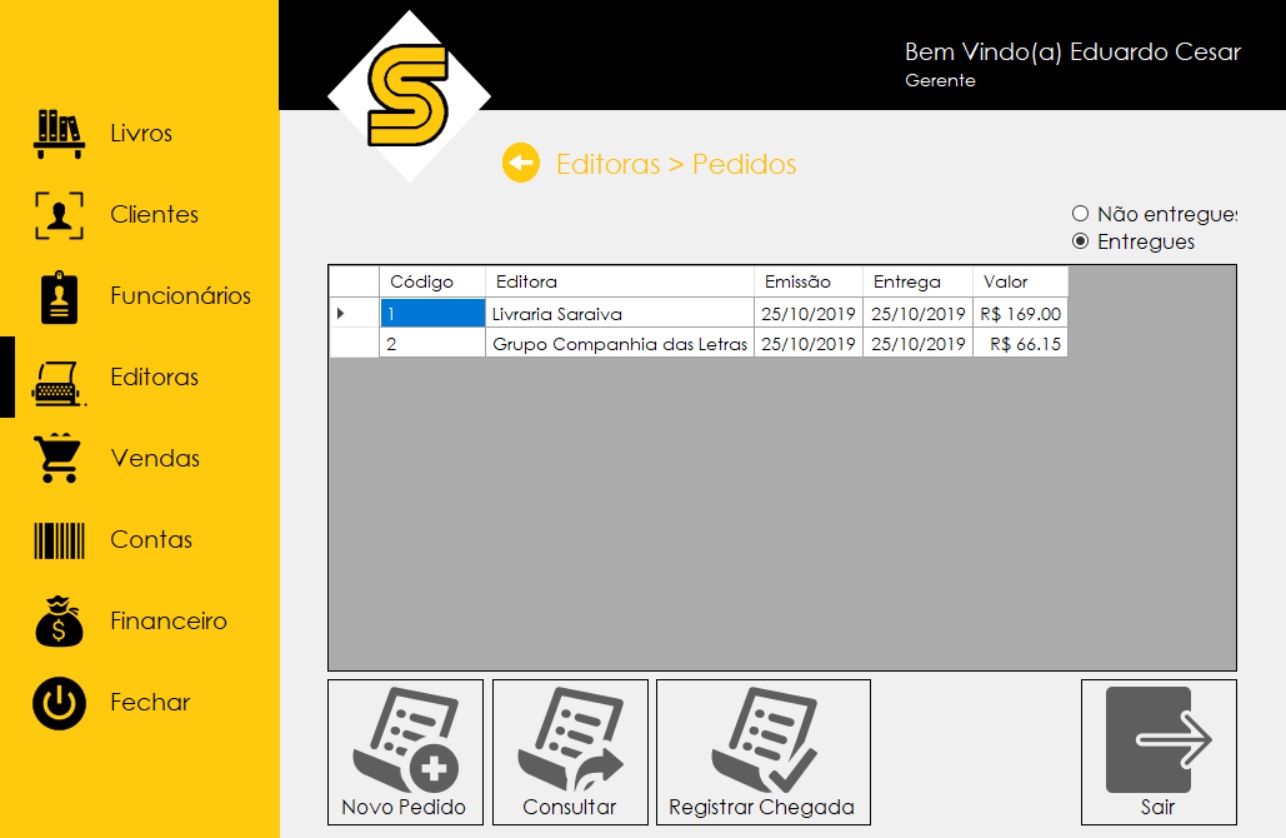 S
Bem Vindo(a) Eduardo Cesar
Gerente
Livros
Clientes
Funcionários
Editoras
Vendas
Contas
$
Financeiro
Fechar
Editoras > Pedidos
Não entregues
Entregues
Código Editora Emissão Entrega Valor
1 Livraria Saraiva 25/10/2019 25/10/2019 R$ 169.00
2 Grupo Companhia das Letras 25/10/2019 25/10/2019 R$ 66.15
Novo Pedido
Consultar
Registrar Chegada
Sair